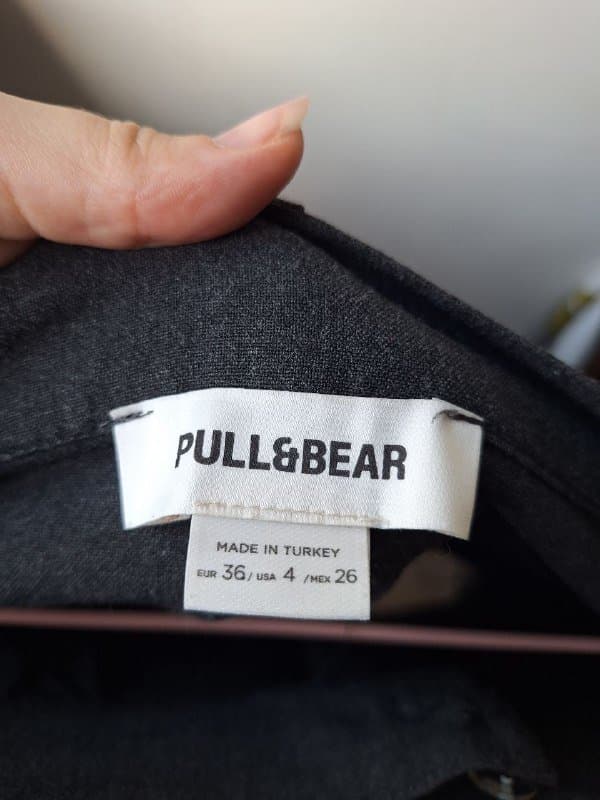 PULL&BEAR
MADE IN TURKEY
EUR 36/ USA 4 /MEX 26